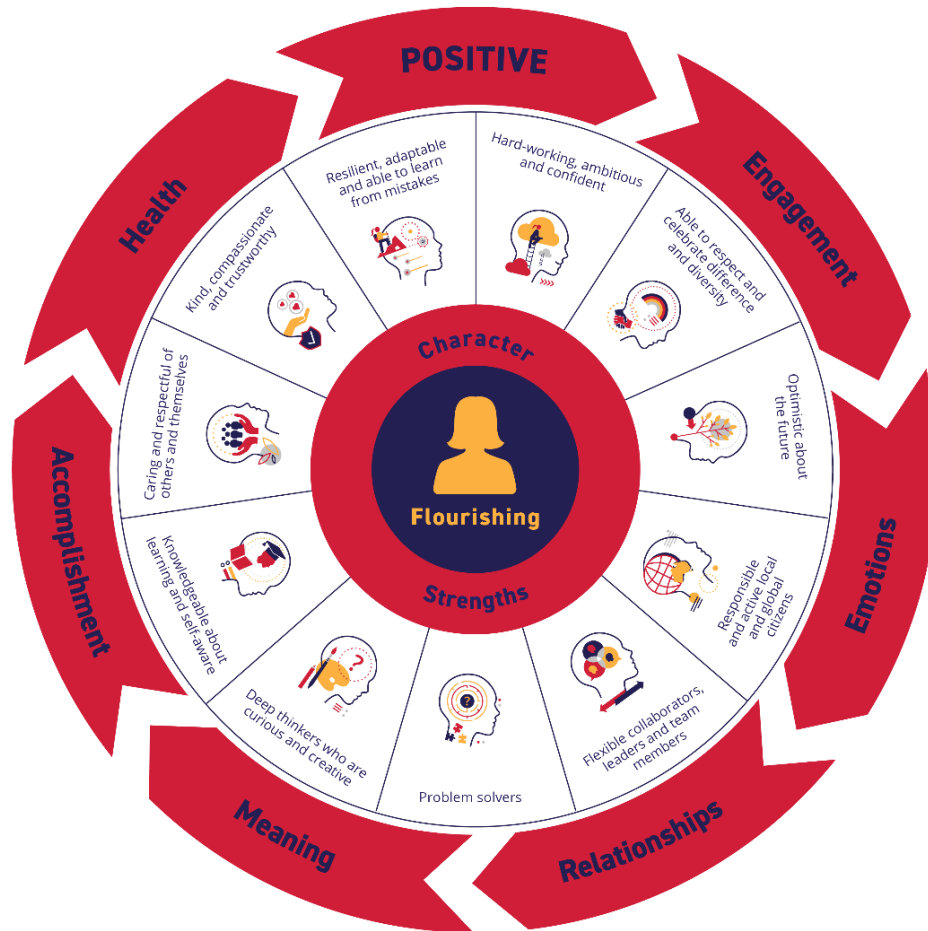 POSITIVE
Engagement
Emotions
Relationships
Meaning
Accomplishment
Health
Hard-working, ambitious
and confident
Able to respect and
celebrate difference
and diversity
Optimistic about
the future
Responsible
and active local
and global
citizens
Flexible collaborators,
leaders and team
members
Problem solvers
Deep thinkers who are
curious and creative
Knowledgeable about
learning and self-aware
Caring and respectful of
others and themselves
Kind, compassionate
and trustworthy
Resilient, adaptable
and able to learn
from mistakes
Character
Flourishing
Strengths
?
?